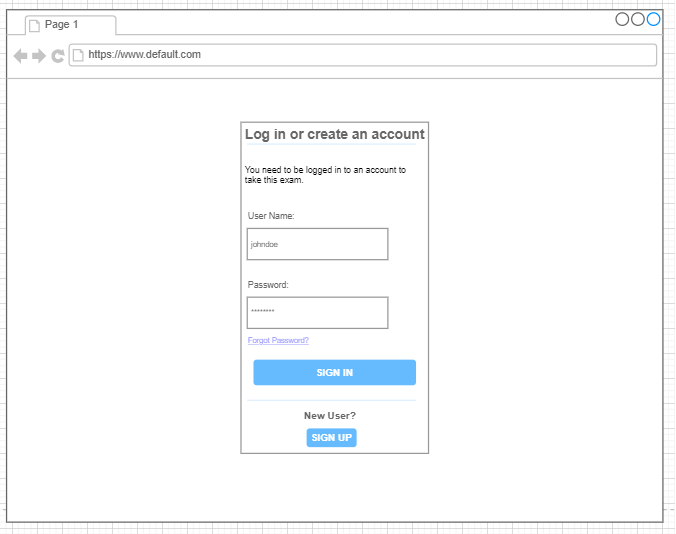 Page 1
https://www.default.com
Log in or create an account
You need to be logged in to an account to
take this exam.
User Name:
johndoe
Password:
********
Forgot Password?
SIGN IN
New User?
SIGN UP